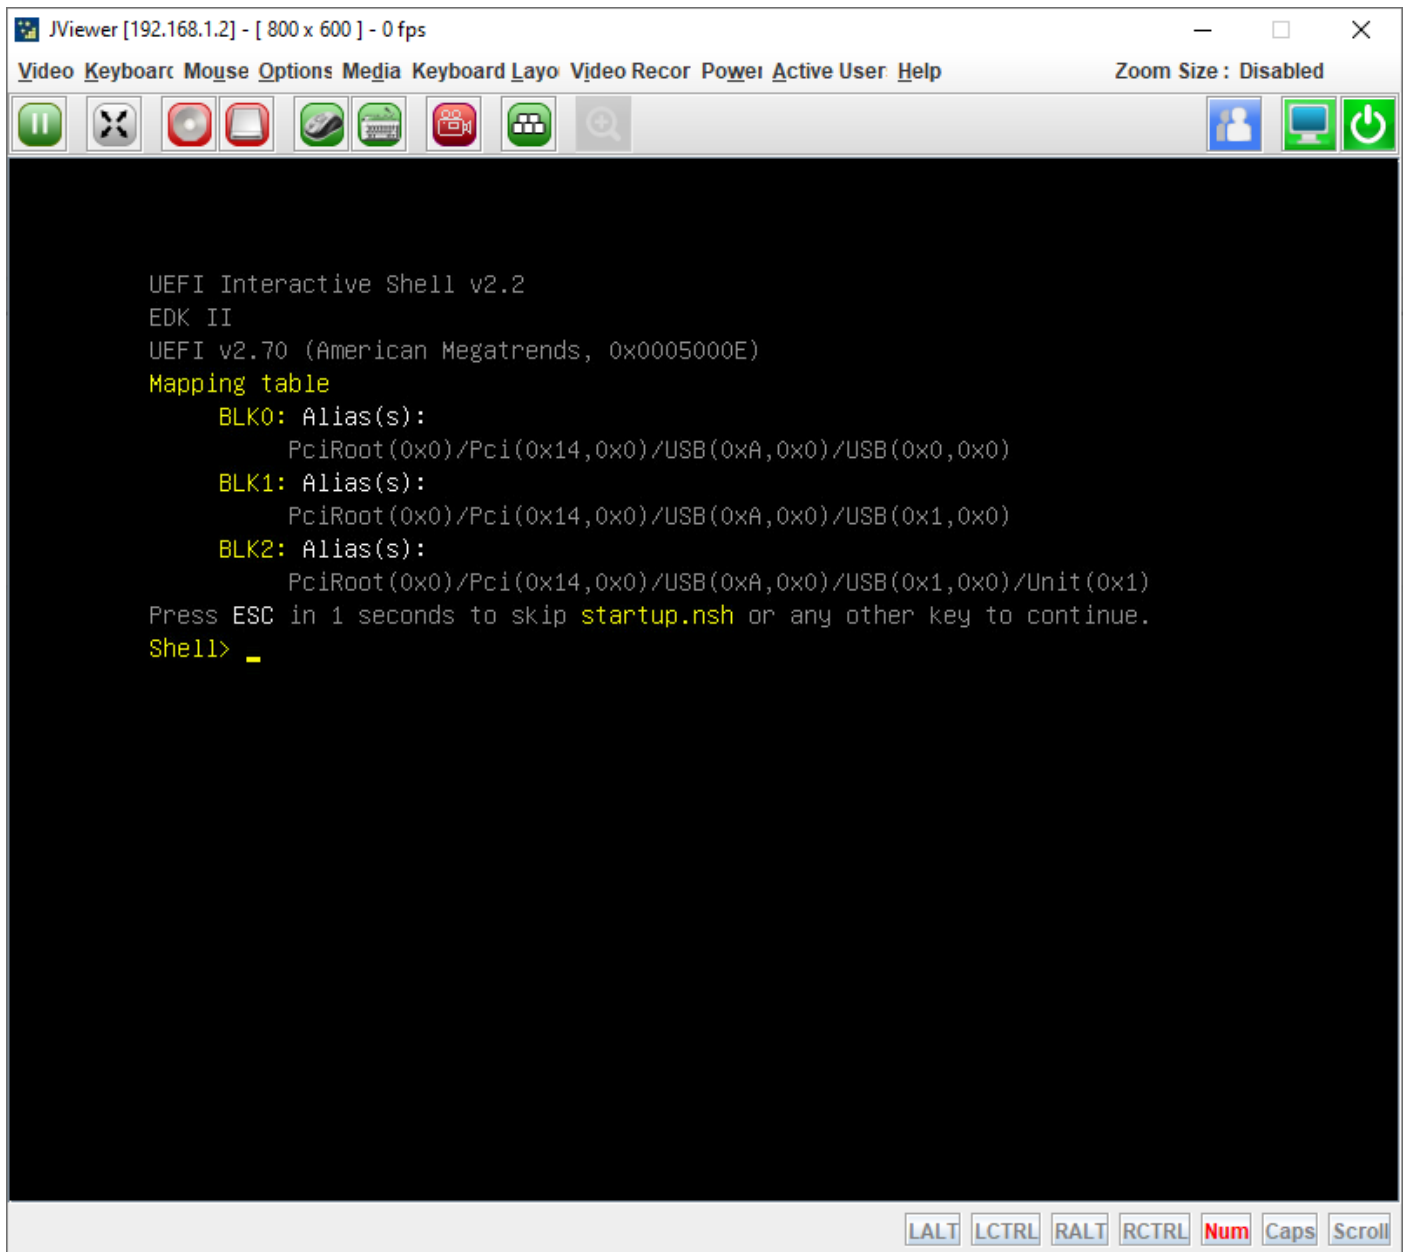 JViewer [192.168.1.2] - [ 800 x 600 ] - 0 fps
Video Keyboarc Mouse Options Media Keyboard Layo Video Recor Power Active User Help Zoom Size : Disabled
UEFI Interactive Shell v2.2
EDK II
UEFI v2.70 (American Megatrends, 0x0005000E)
Mapping table
BLK0: Alias(s):
PciRoot(0x0)/Pci(0x14,0x0)/USB(0xA,0x0)/USB(0x0,0x0)
BLK1: Alias(s):
PciRoot(0x0)/Pci(0x14,0x0)/USB(0xA,0x0)/USB(0x1,0x0)
BLK2: Alias(s):
PciRoot(0x0)/Pci(0x14,0x0)/USB(0xA,0x0)/USB(0x1,0x0)/Unit(0x1)
Press ESC in 1 seconds to skip startup.nsh or any other key to continue.
Shell> _
LALT LCTRL RALT RCTRL Num Caps Scroll